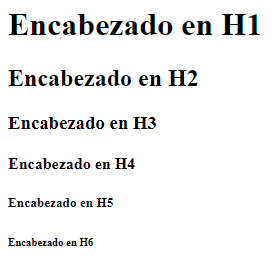 Encabezado en H1
Encabezado en H2
Encabezado en H3
Encabezado en H4
Encabezado en H5
Encabezado en H6